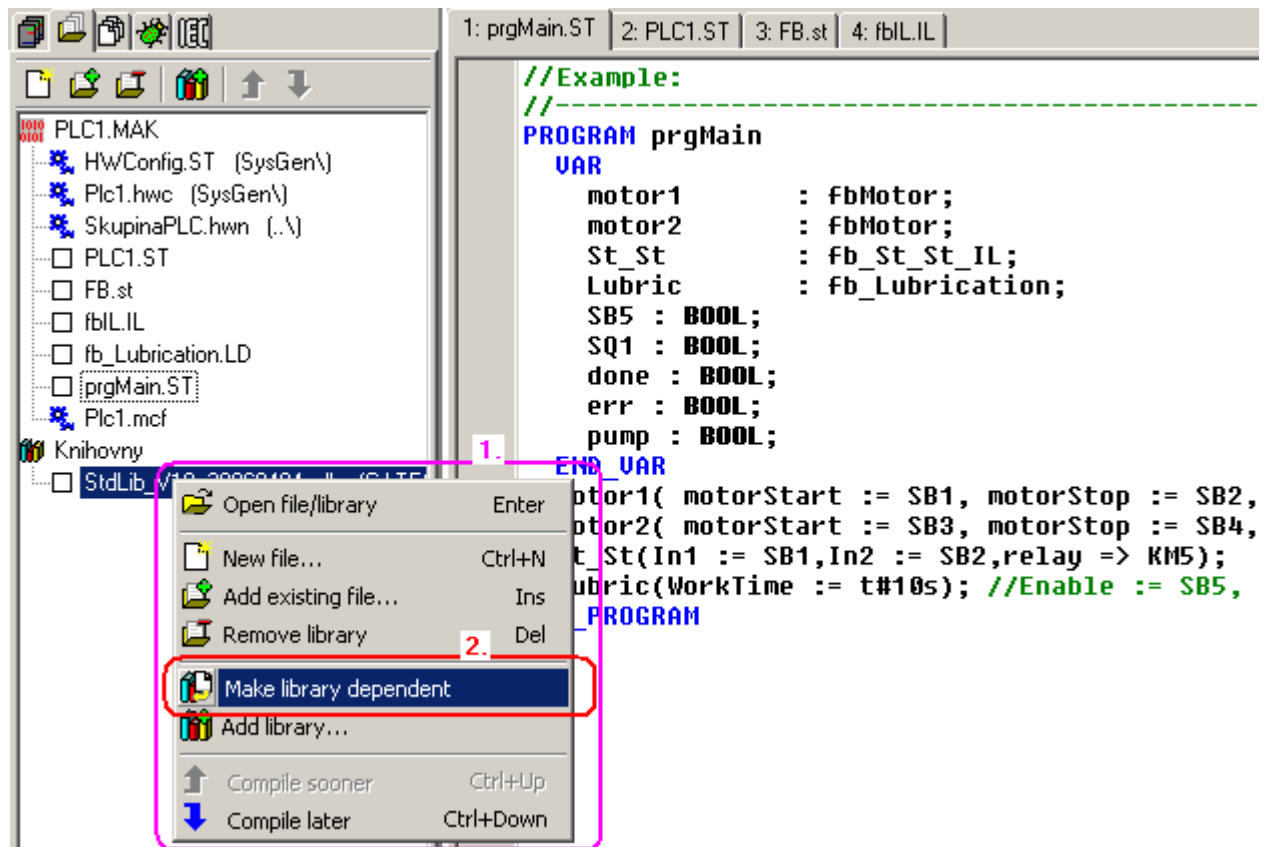 1: prgMain.ST
2: PLC1.ST
3: FB.st
4: fbIL.IL
PLC1.MAK
HWConfig.ST (SysGen\)
Plc1.hwc (SysGen\)
SkupinaPLC.hwn (..\)
PLC1.ST
FB.st
fbIL.IL
fb_Lubrication.LD
prgMain.ST
Plc1.mcf
Knihovny
1.
Open file/library Enter
New file... Ctrl+N
Add existing file... Ins
Remove library Del
2.
Make library dependent
Add library...
Compile sooner Ctrl+Up
Compile later Ctrl+Down
//Example:
//------------------------------------------------
PROGRAM prgMain
VAR
motor1 : fbMotor;
motor2 : fbMotor;
St_St : fb_St_St_IL;
Lubric : fb_Lubrication;
SB5 : BOOL;
SQ1 : BOOL;
done : BOOL;
err : BOOL;
pump : BOOL;
END_VAR
otor1( motorStart := SB1, motorStop := SB2,
otor2( motorStart := SB3, motorStop := SB4,
t_St(In1 := SB1,In2 := SB2,relay => KM5);
ubric(WorkTime := t#10s); //Enable := SB5,
_PROGRAM